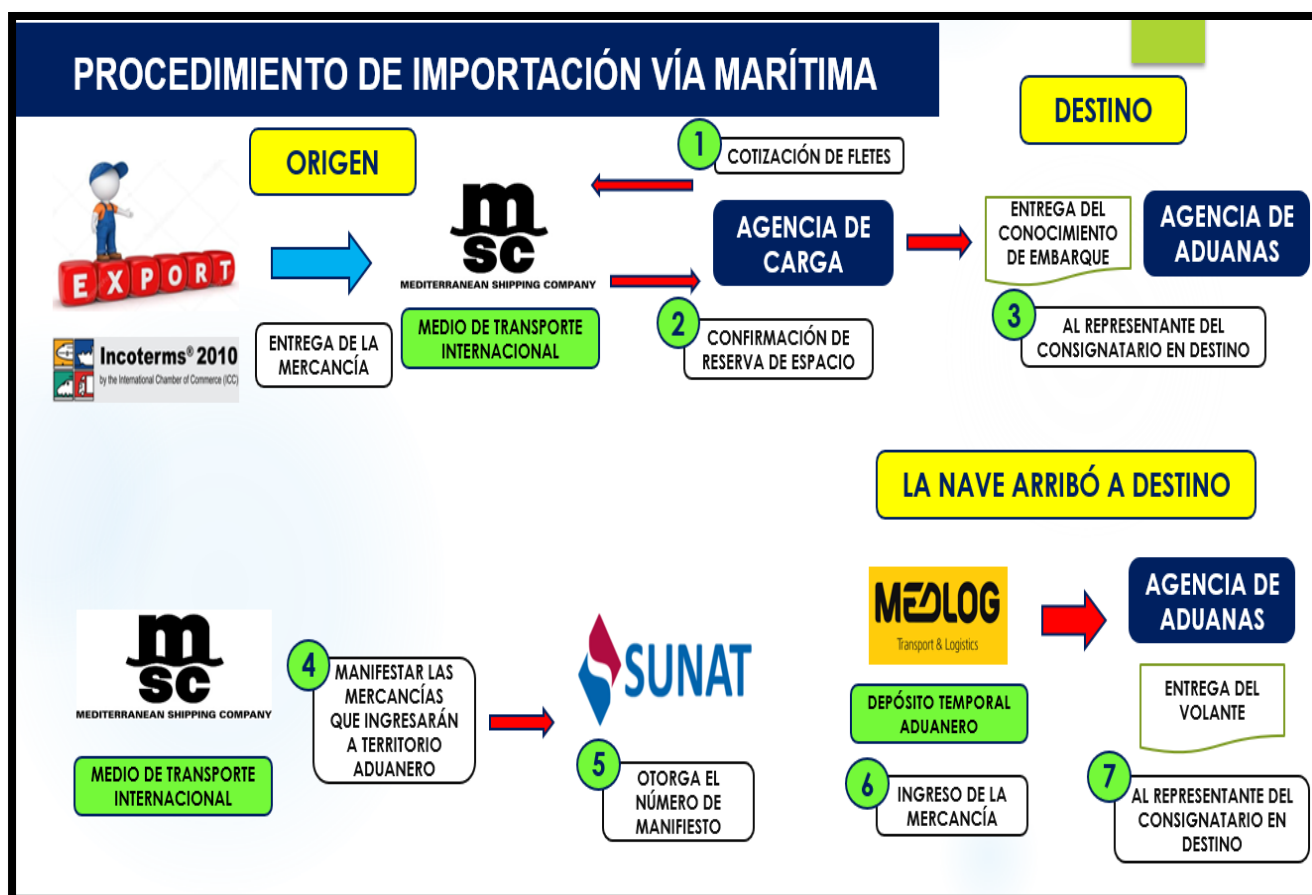 PROCEDIMIENTO DE IMPORTACIÓN VÍA MARÍTIMA
DESTINO
ORIGEN
1
COTIZACIÓN DE FLETES
EXPORT
m
sc
MEDITERRANEAN SHIPPING COMPANY
AGENCIA DE
CARGA
ENTREGA DEL
CONOCIMIENTO
DE EMBARQUE
AGENCIA DE
ADUANAS
Incoterms® 2010
by the International Chamber of Commerce (ICC)
ENTREGA DE LA
MERCANCÍA
MEDIO DE TRANSPORTE
INTERNACIONAL
2
CONFIRMACIÓN DE
RESERVA DE ESPACIO
3
AL REPRESENTANTE DEL
CONSIGNATARIO EN DESTINO
LA NAVE ARRIBÓ A DESTINO
m
sc
MEDITERRANEAN SHIPPING COMPANY
MEDIO DE TRANSPORTE
INTERNACIONAL
4
MANIFESTAR LAS
MERCANCÍAS
QUE INGRESARÁN
A TERRITORIO
ADUANERO
SUNAT
5
OTORGA EL
NÚMERO DE
MANIFIESTO
MEDLOG
Transport & Logistics
DEPÓSITO TEMPORAL
ADUANERO
6
INGRESO DE LA
MERCANCÍA
AGENCIA DE
ADUANAS
ENTREGA DEL
VOLANTE
7
AL REPRESENTANTE DEL
CONSIGNATARIO EN
DESTINO